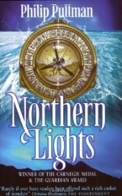 Philip Pullman
Northern
Lights
WINNER OF THE CARNEGIE MEDAL
& THE GUARDIAN AWARD